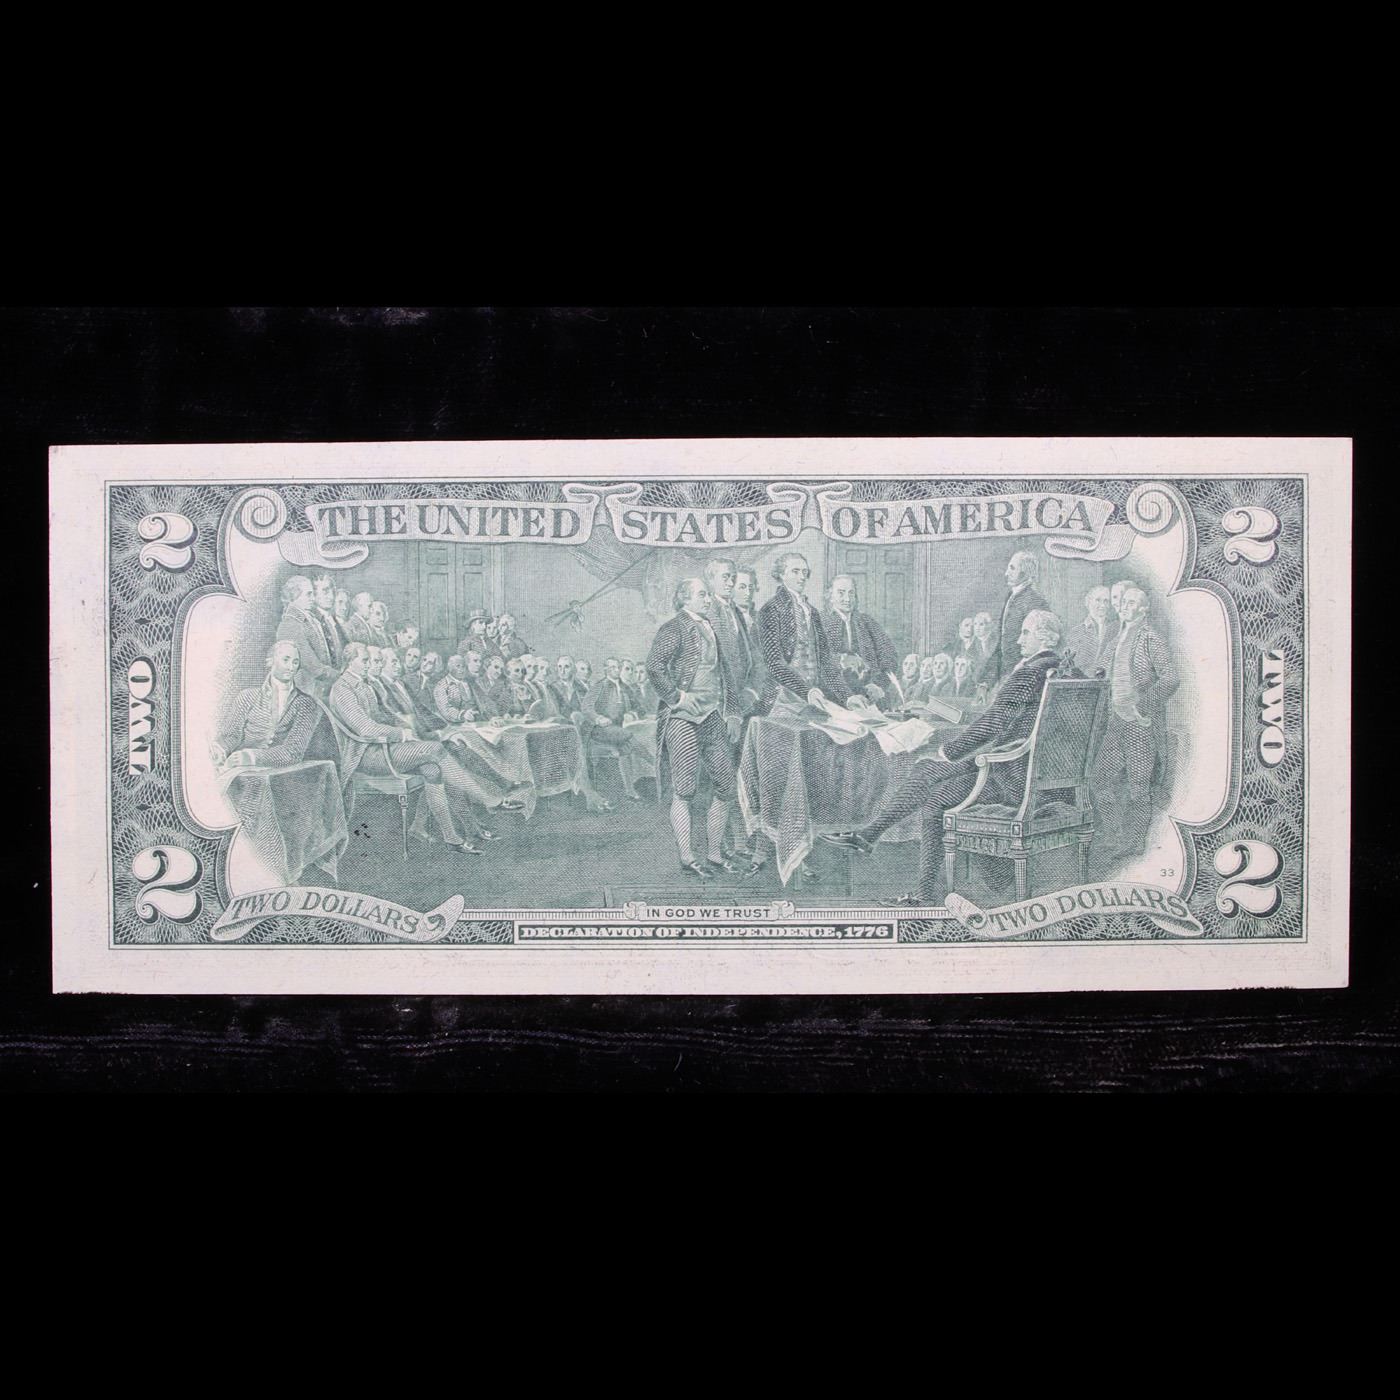 2 THE UNITED STATES OF AMERICA 2
TWO TWO
33
2 TWO DOLLARS IN GOD WE TRUST TWO DOLLARS 2
DECLARATION OF INDEPENDENCE, 1776